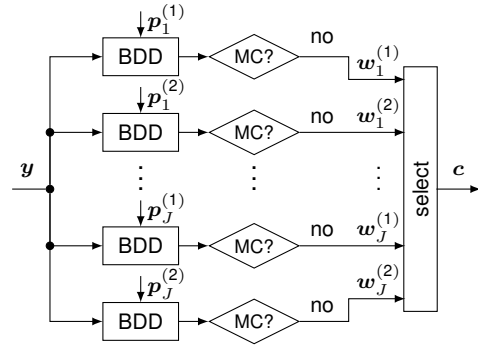 p_1^{(1)}
BDD MC? no w_1^{(1)}
p_1^{(2)}
BDD MC? no w_1^{(2)}
y ⋮ ⋮ ⋮ select c
p_J^{(1)}
BDD MC? no w_J^{(1)}
p_J^{(2)}
BDD MC? no w_J^{(2)}